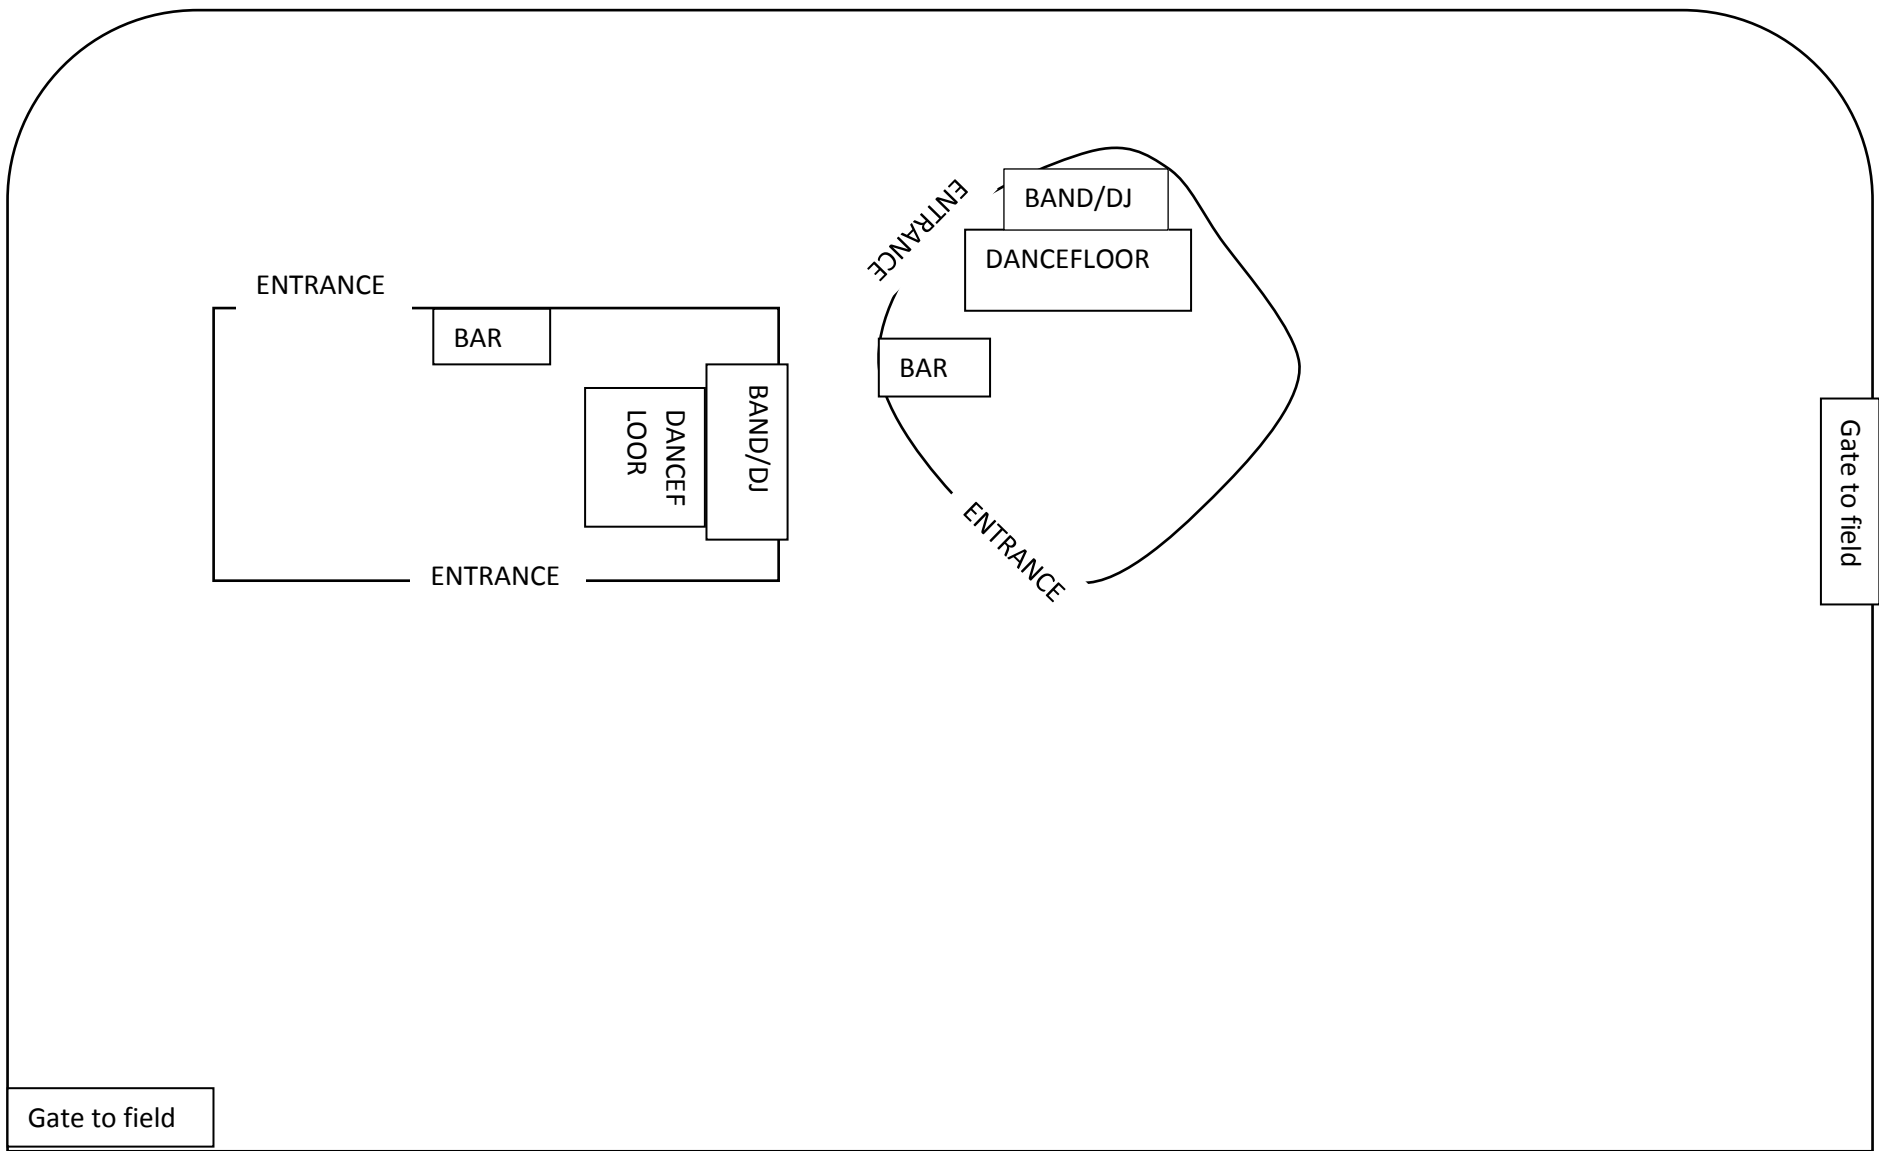 ENTRANCE
BAR
DANCEF
LOOR
BAND/DJ
ENTRANCE
ENTRANCE
BAND/DJ
DANCEFLOOR
BAR
ENTRANCE
Gate to field
Gate to field